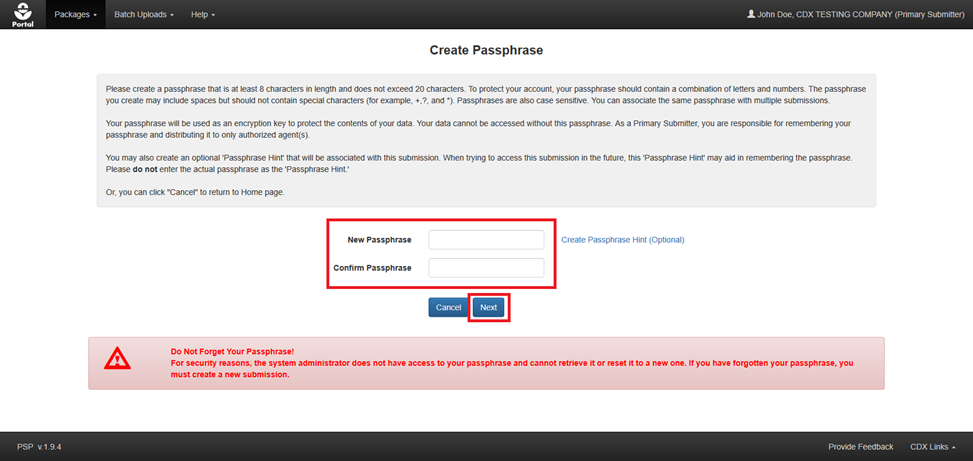 Portal
Packages
Batch Uploads
Help
John Doe, CDX TESTING COMPANY (Primary Submitter)
Create Passphrase
Please create a passphrase that is at least 8 characters in length and does not exceed 20 characters. To protect your account, your passphrase should contain a combination of letters and numbers. The passphrase
you create may include spaces but should not contain special characters (for example, +,?, and *). Passphrases are also case sensitive. You can associate the same passphrase with multiple submissions.
Your passphrase will be used as an encryption key to protect the contents of your data. Your data cannot be accessed without this passphrase. As a Primary Submitter, you are responsible for remembering your
passphrase and distributing it to only authorized agent(s).
You may also create an optional 'Passphrase Hint' that will be associated with this submission. When trying to access this submission in the future, this 'Passphrase Hint' may aid in remembering the passphrase.
Please do not enter the actual passphrase as the 'Passphrase Hint.'
Or, you can click "Cancel" to return to Home page.
New Passphrase
Create Passphrase Hint (Optional)
Confirm Passphrase
Cancel
Next
Do Not Forget Your Passphrase!
For security reasons, the system administrator does not have access to your passphrase and cannot retrieve it or reset it to a new one. If you have forgotten your passphrase, you
must create a new submission.
PSP v.1.9.4
Provide Feedback
CDX Links